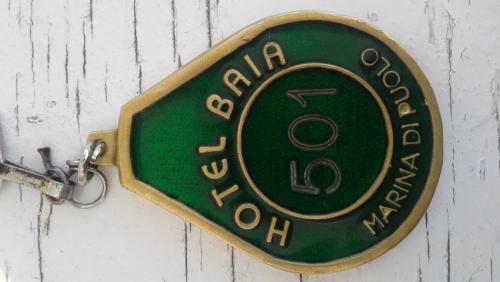 HOTEL BAIA
501
MARINA DI PUOLO